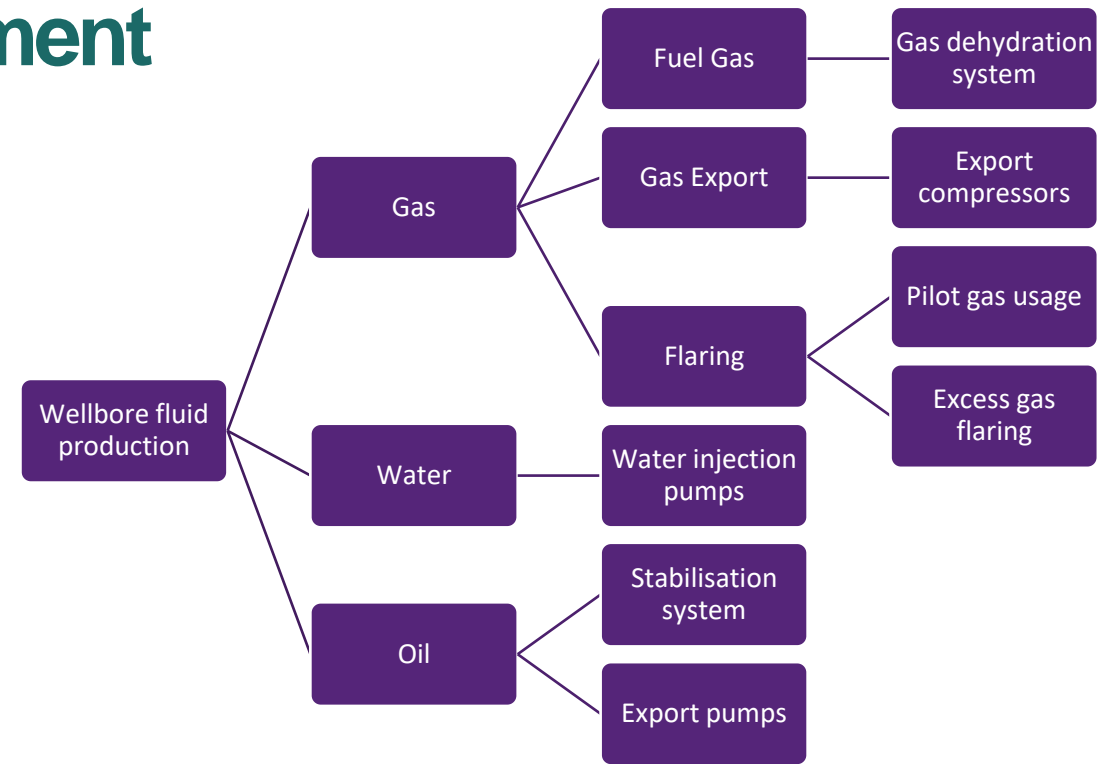 ment
Fuel Gas
Gas dehydration
system
Gas Export
Export
compressors
Gas
Pilot gas usage
Flaring
Excess gas
flaring
Wellbore fluid
production
Water
Water injection
pumps
Stabilisation
system
Oil
Export pumps